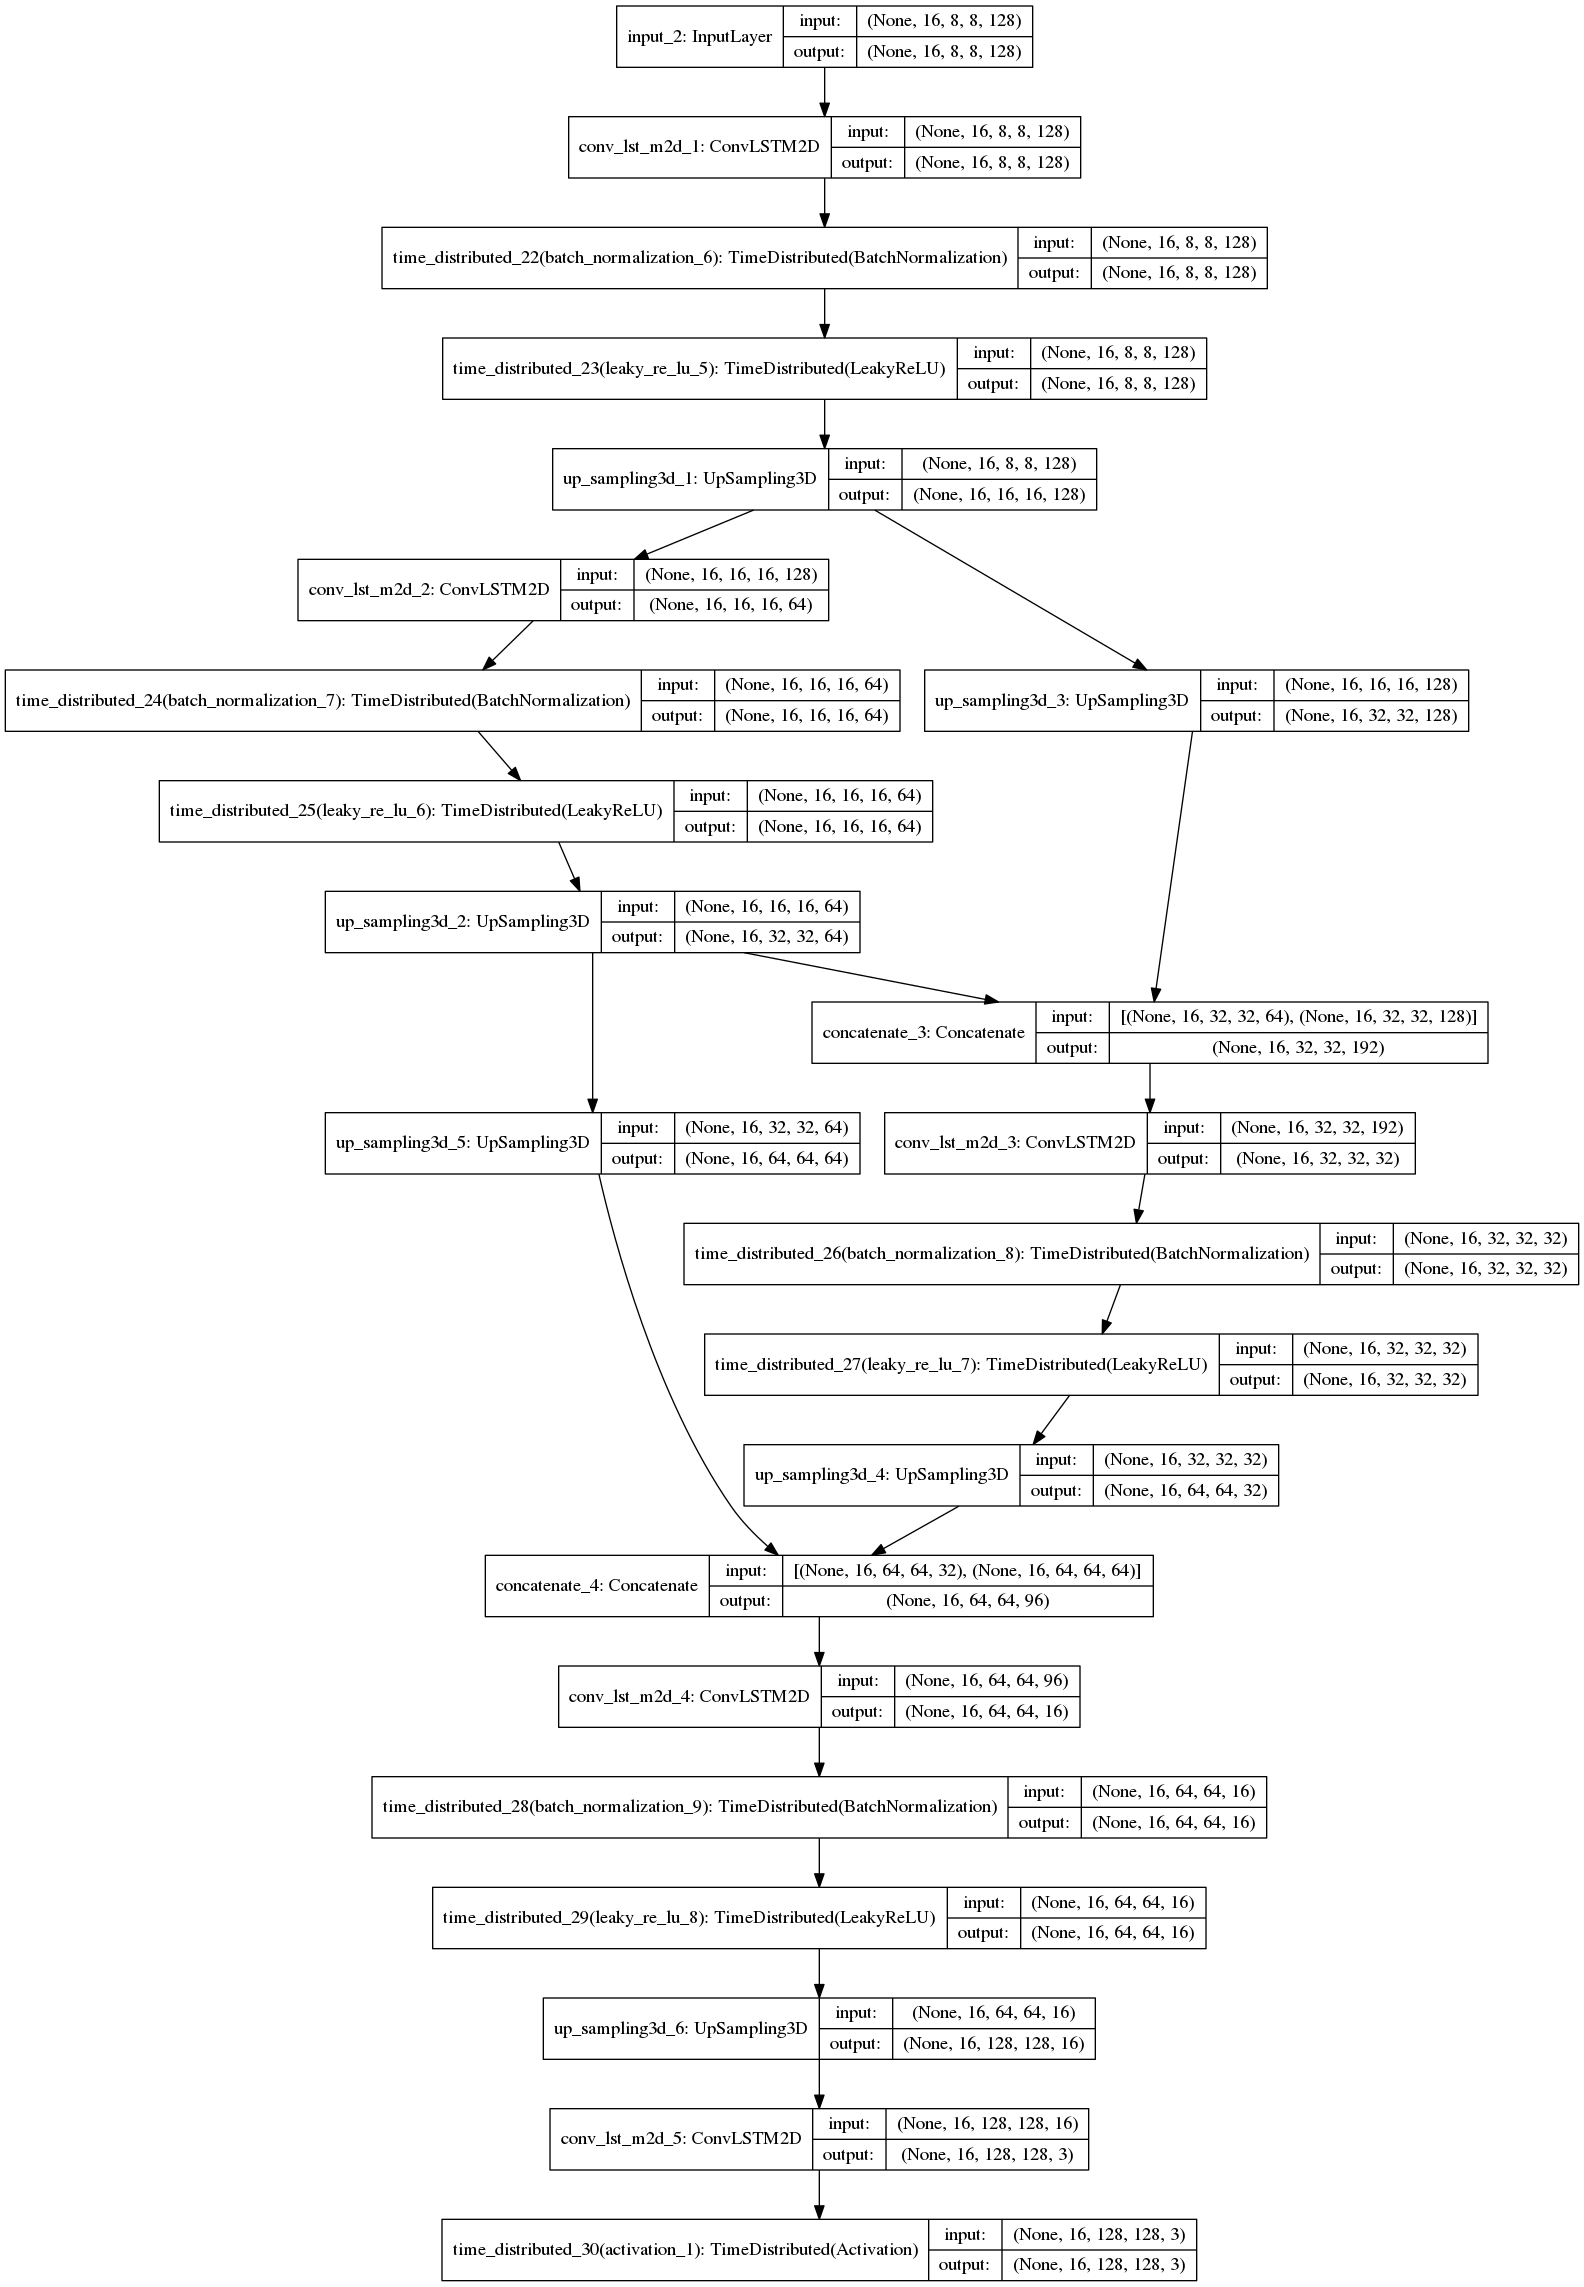 input_2: InputLayer
input: (None, 16, 8, 8, 128)
output: (None, 16, 8, 8, 128)
conv_lst_m2d_1: ConvLSTM2D
input: (None, 16, 8, 8, 128)
output: (None, 16, 8, 8, 128)
time_distributed_22(batch_normalization_6): TimeDistributed(BatchNormalization)
input: (None, 16, 8, 8, 128)
output: (None, 16, 8, 8, 128)
time_distributed_23(leaky_re_lu_5): TimeDistributed(LeakyReLU)
input: (None, 16, 8, 8, 128)
output: (None, 16, 8, 8, 128)
up_sampling3d_1: UpSampling3D
input: (None, 16, 8, 8, 128)
output: (None, 16, 16, 16, 128)
conv_lst_m2d_2: ConvLSTM2D
input: (None, 16, 16, 16, 128)
output: (None, 16, 16, 16, 64)
time_distributed_24(batch_normalization_7): TimeDistributed(BatchNormalization)
input: (None, 16, 16, 16, 64)
output: (None, 16, 16, 16, 64)
up_sampling3d_3: UpSampling3D
input: (None, 16, 16, 16, 128)
output: (None, 16, 32, 32, 128)
time_distributed_25(leaky_re_lu_6): TimeDistributed(LeakyReLU)
input: (None, 16, 16, 16, 64)
output: (None, 16, 16, 16, 64)
up_sampling3d_2: UpSampling3D
input: (None, 16, 16, 16, 64)
output: (None, 16, 32, 32, 64)
concatenate_3: Concatenate
input: [(None, 16, 32, 32, 64), (None, 16, 32, 32, 128)]
output: (None, 16, 32, 32, 192)
up_sampling3d_5: UpSampling3D
input: (None, 16, 32, 32, 64)
output: (None, 16, 64, 64, 64)
conv_lst_m2d_3: ConvLSTM2D
input: (None, 16, 32, 32, 192)
output: (None, 16, 32, 32, 32)
time_distributed_26(batch_normalization_8): TimeDistributed(BatchNormalization)
input: (None, 16, 32, 32, 32)
output: (None, 16, 32, 32, 32)
time_distributed_27(leaky_re_lu_7): TimeDistributed(LeakyReLU)
input: (None, 16, 32, 32, 32)
output: (None, 16, 32, 32, 32)
up_sampling3d_4: UpSampling3D
input: (None, 16, 32, 32, 32)
output: (None, 16, 64, 64, 32)
concatenate_4: Concatenate
input: [(None, 16, 64, 64, 32), (None, 16, 64, 64, 64)]
output: (None, 16, 64, 64, 96)
conv_lst_m2d_4: ConvLSTM2D
input: (None, 16, 64, 64, 96)
output: (None, 16, 64, 64, 16)
time_distributed_28(batch_normalization_9): TimeDistributed(BatchNormalization)
input: (None, 16, 64, 64, 16)
output: (None, 16, 64, 64, 16)
time_distributed_29(leaky_re_lu_8): TimeDistributed(LeakyReLU)
input: (None, 16, 64, 64, 16)
output: (None, 16, 64, 64, 16)
up_sampling3d_6: UpSampling3D
input: (None, 16, 64, 64, 16)
output: (None, 16, 128, 128, 16)
conv_lst_m2d_5: ConvLSTM2D
input: (None, 16, 128, 128, 16)
output: (None, 16, 128, 128, 3)
time_distributed_30(activation_1): TimeDistributed(Activation)
input: (None, 16, 128, 128, 3)
output: (None, 16, 128, 128, 3)